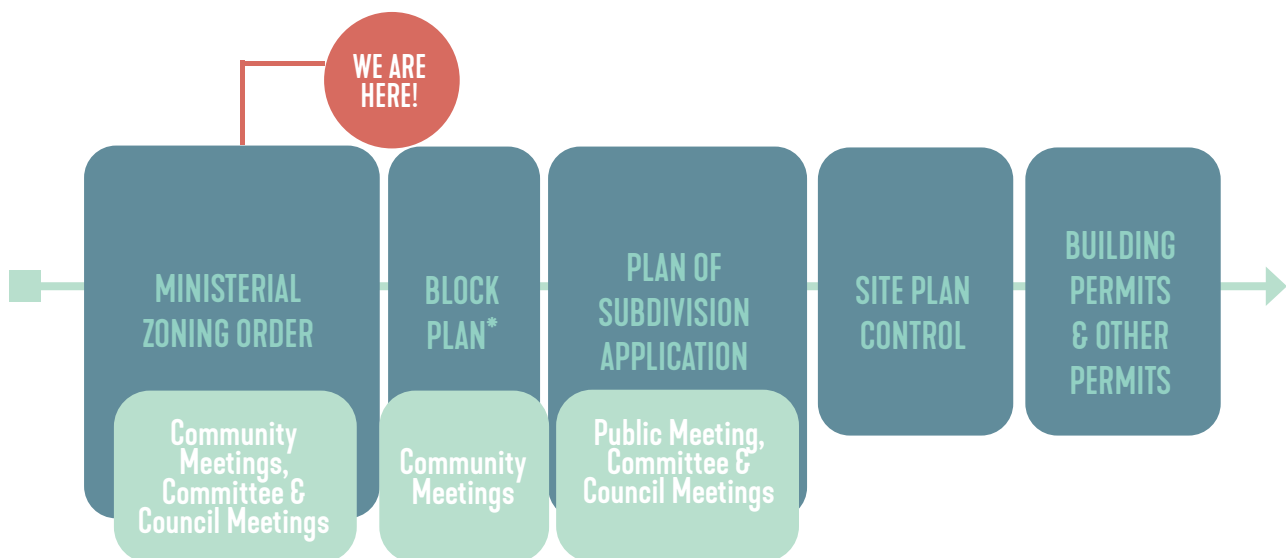 WE ARE
HERE!
MINISTERIAL
ZONING ORDER
Community
Meetings,
Committee &
Council Meetings
BLOCK
PLAN*
Community
Meetings
PLAN OF
SUBDIVISION
APPLICATION
Public Meeting,
Committee &
Council Meetings
SITE PLAN
CONTROL
BUILDING
PERMITS
& OTHER
PERMITS